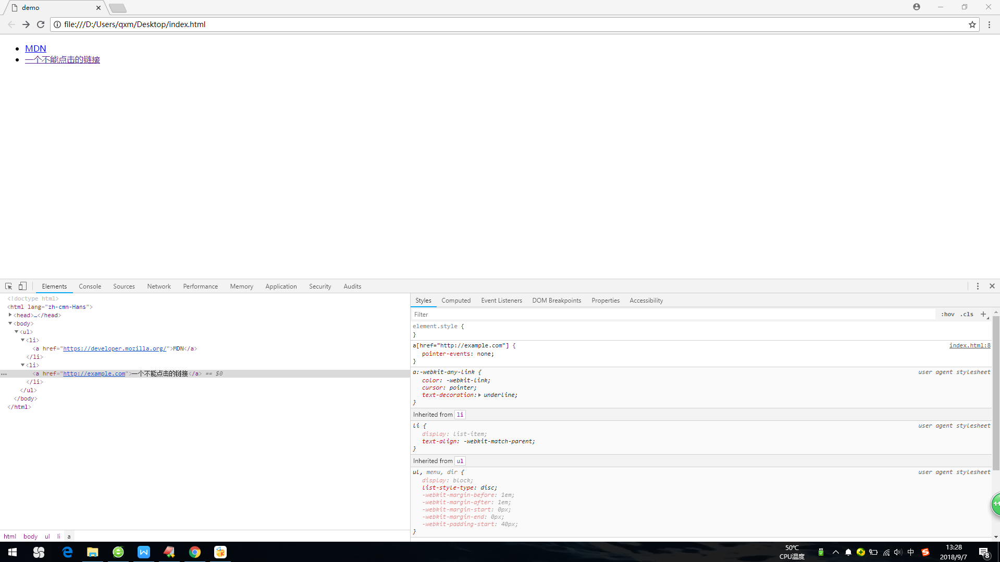 demo
file:///D:/Users/qxm/Desktop/index.html
MDN
一个不能点击的链接
Elements Console Sources Network Performance Memory Application Security Audits
<!doctype html>
<html lang="zh-cmn-Hans">
<head>…</head>
<body>
<ul>
<li>
<a href="https://developer.mozilla.org/">MDN</a>
</li>
<li>
<a href="http://example.com">一个不能点击的链接</a> == $0
</li>
</ul>
</body>
</html>
html body ul li a
Styles Computed Event Listeners DOM Breakpoints Properties Accessibility
Filter :hov .cls +
element.style {
}
a[href="http://example.com"] { index.html:8
pointer-events: none;
}
a:-webkit-any-link { user agent stylesheet
color: -webkit-link;
cursor: pointer;
text-decoration: underline;
}
Inherited from li
li { user agent stylesheet
display: list-item;
text-align: -webkit-match-parent;
}
Inherited from ul
ul, menu, dir { user agent stylesheet
display: block;
list-style-type: disc;
-webkit-margin-before: 1em;
-webkit-margin-after: 1em;
-webkit-margin-start: 0px;
-webkit-margin-end: 0px;
-webkit-padding-start: 40px;
}
44
50℃
CPU温度
中
13:28
2018/9/7
8